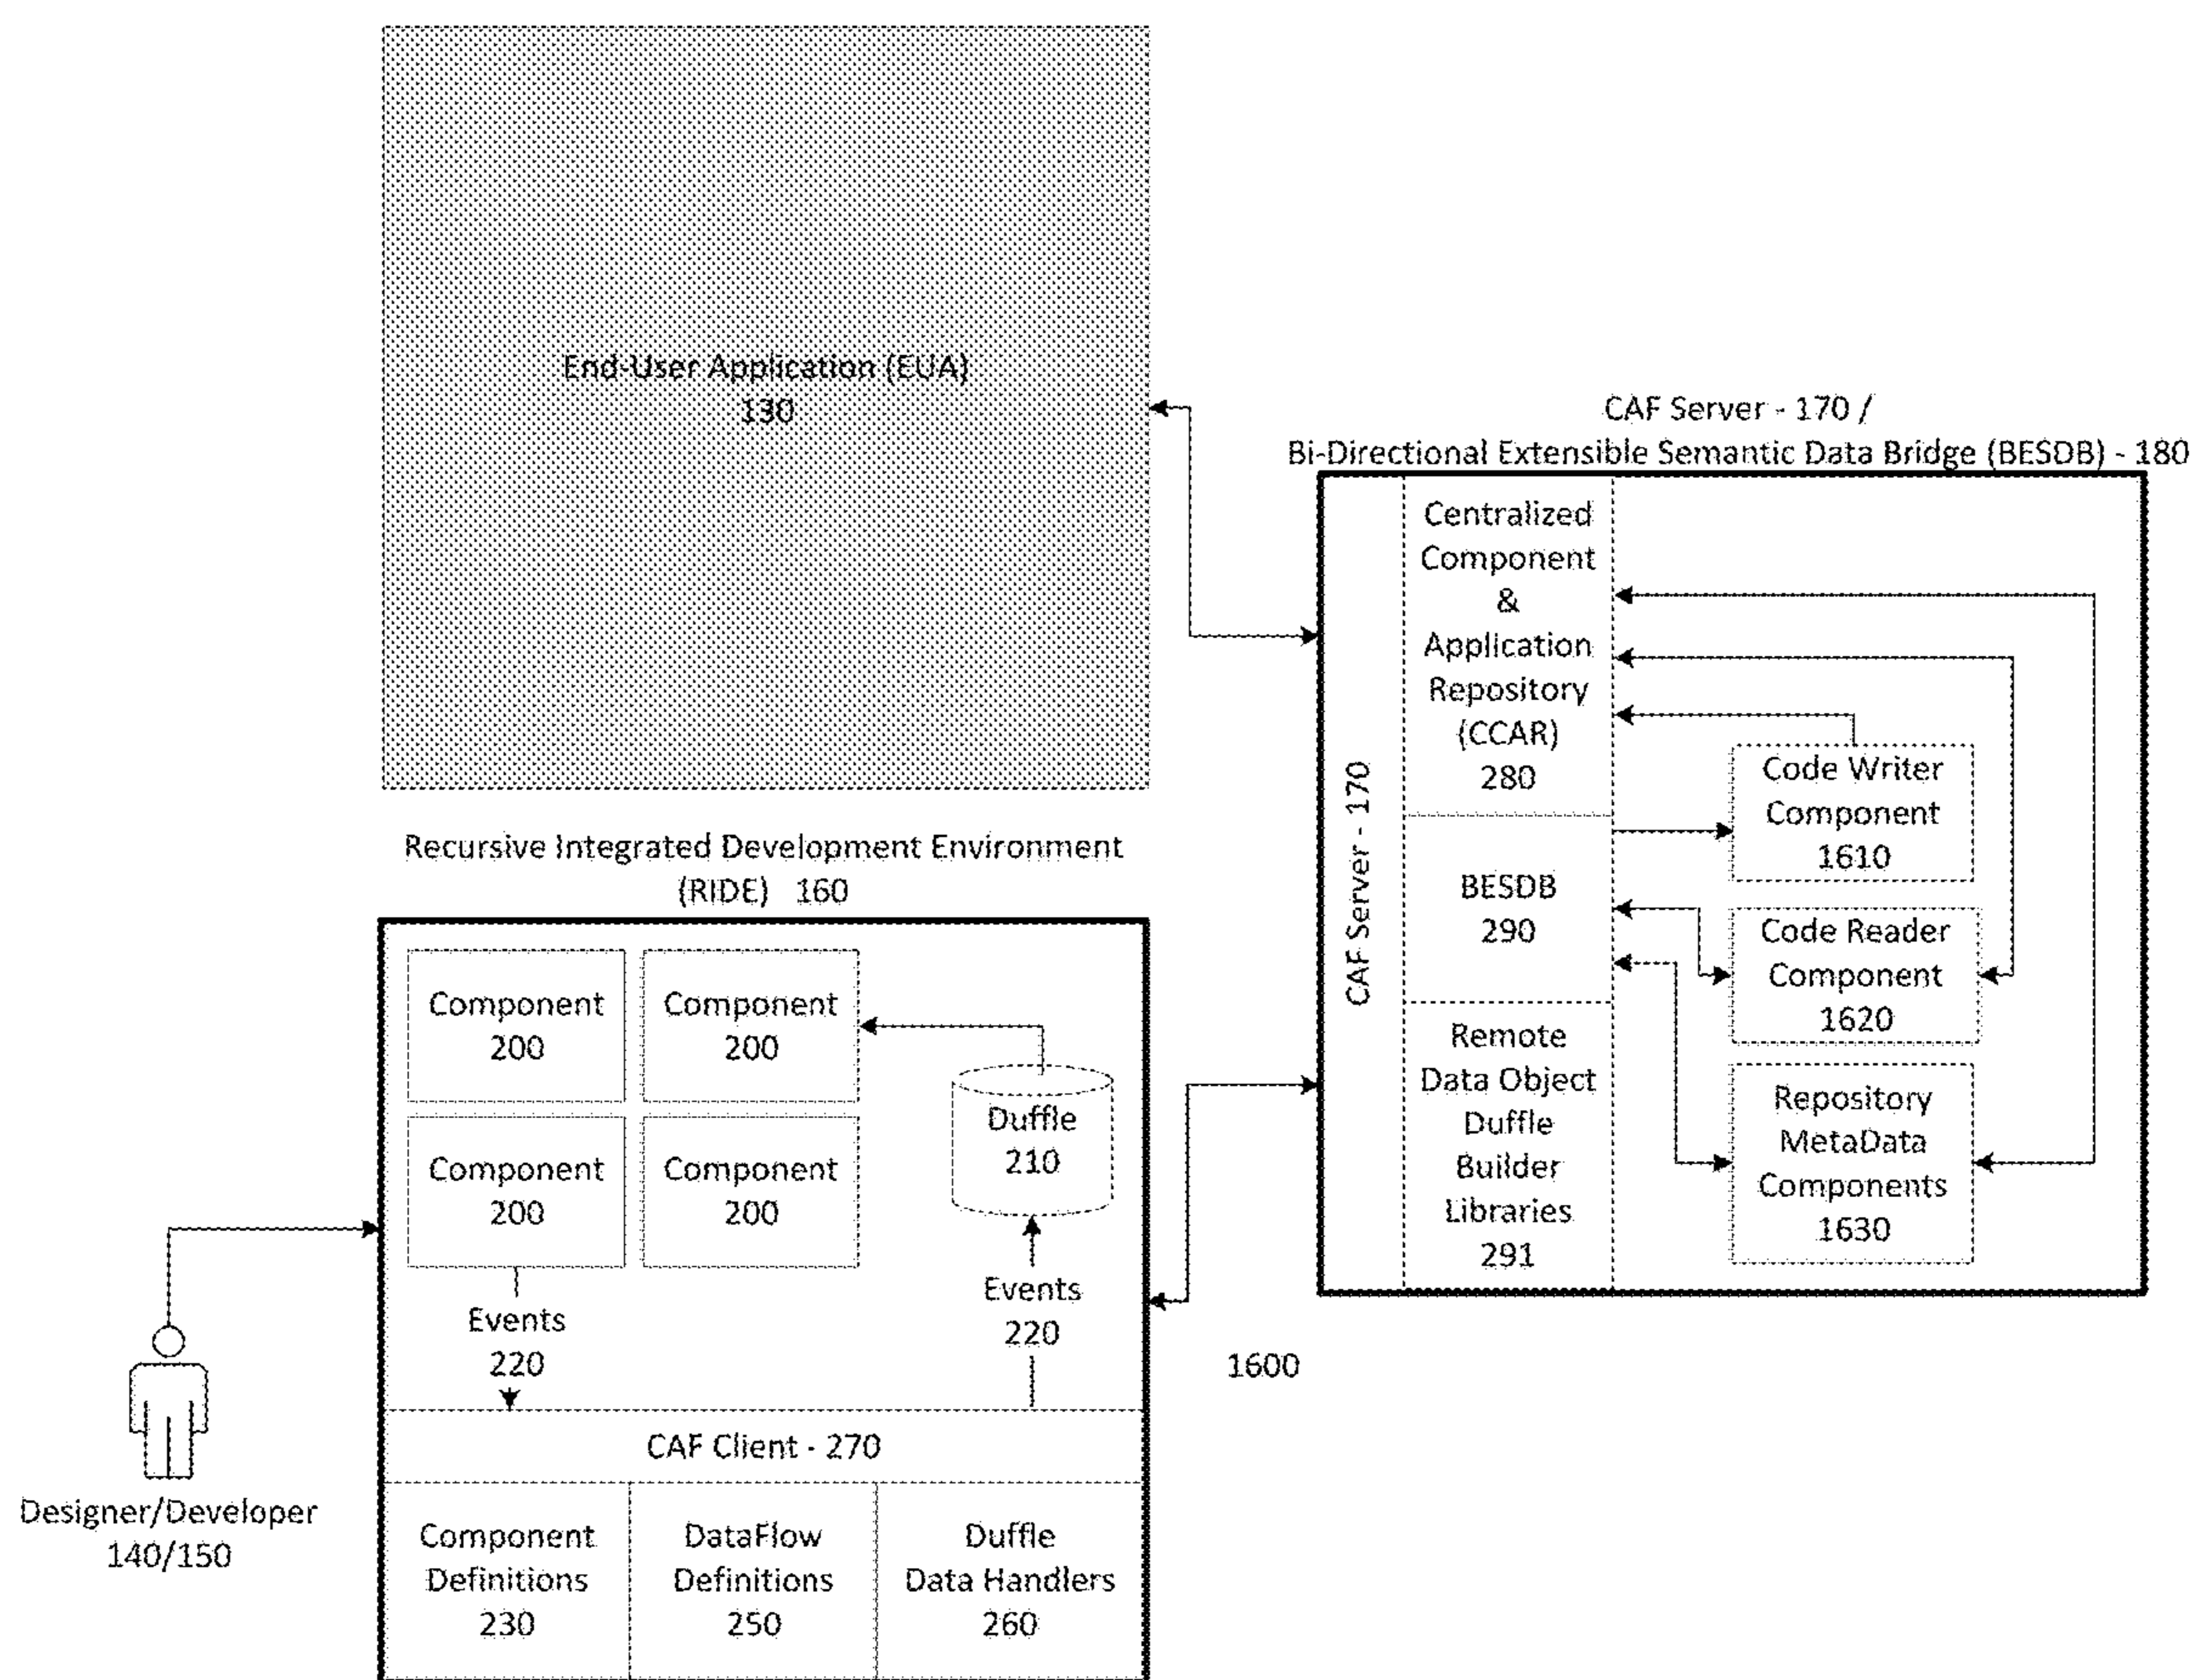 End-User Application (EUA)
130
CAF Server - 170 /
Bi-Directional Extensible Semantic Data Bridge (BESDB) - 180
CAF Server - 170
Centralized
Component
&
Application
Repository
(CCAR)
280
BESDB
290
Remote
Data Object
Duffle
Builder
Libraries
291
Code Writer
Component
1610
Code Reader
Component
1620
Repository
MetaData
Components
1630
Recursive Integrated Development Environment
(RIDE) 160
Component
200
Component
200
Component
200
Component
200
Duffle
210
Events
220
Events
220
CAF Client - 270
Component
Definitions
230
DataFlow
Definitions
250
Duffle
Data Handlers
260
Designer/Developer
140/150
1600